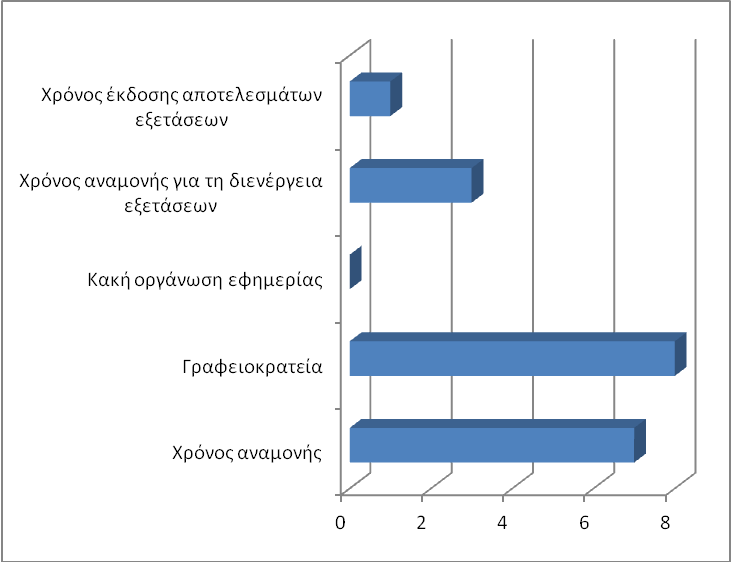 Χρόνος έκδοσης αποτελεσμάτων
εξετάσεων
Χρόνος αναμονής για τη διενέργεια
εξετάσεων
Κακή οργάνωση εφημερίας
Γραφειοκρατεία
Χρόνος αναμονής
0 2 4 6 8